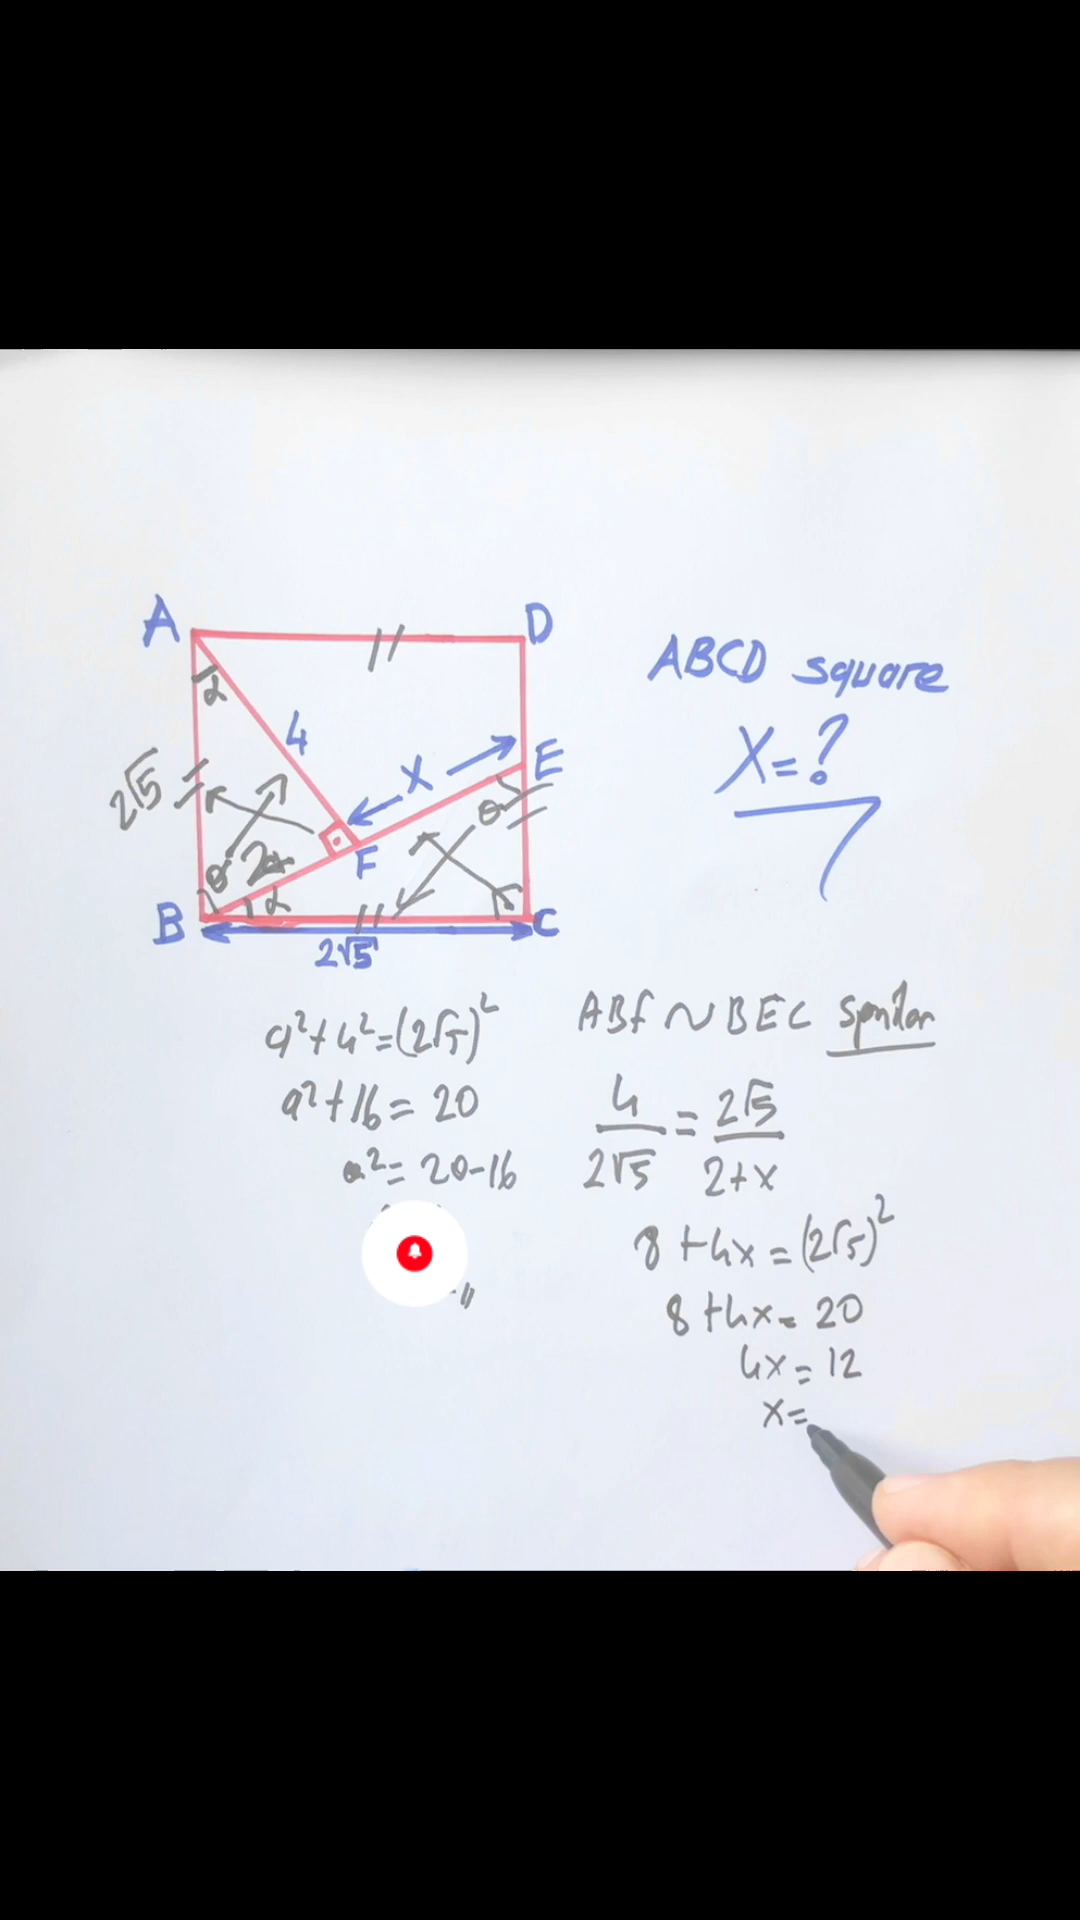 A
D
ABCD square
α
4
X
E
X=?
2√5
θ
θ 2
F
α
B
C
2√5
a²+4²=(2√5)²
ABF ~ BEC
a²+16=20
4/2√5 = 2√5/2+x
a²=20-16
8+4x=(2√5)²
8+4x=20
4x=12
x=